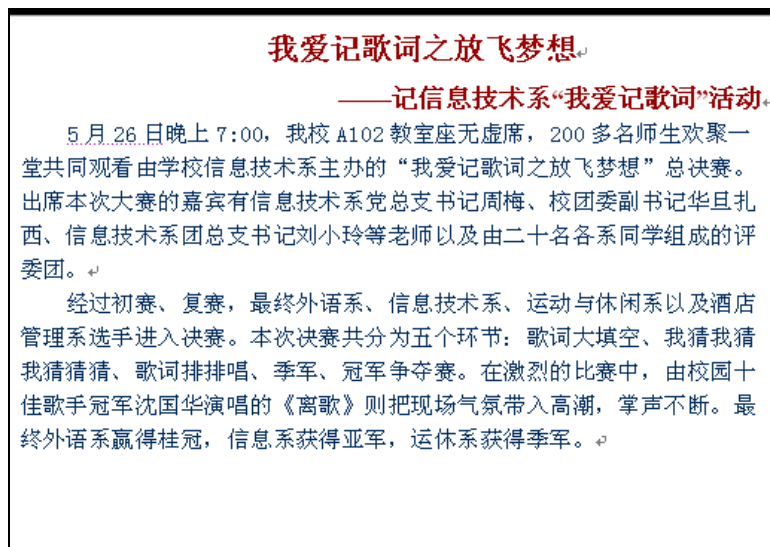 我爱记歌词之放飞梦想
——记信息技术系“我爱记歌词”活动
5月26日晚上7:00，我校A102教室座无虚席，200多名师生欢聚一
堂共同观看由学校信息技术系主办的“我爱记歌词之放飞梦想”总决赛。
出席本次大赛的嘉宾有信息技术系党总支书记周梅、校团委副书记华旦扎
西、信息技术系团总支书记刘小玲等老师以及由二十名各系同学组成的评
委团。
经过初赛、复赛，最终外语系、信息技术系、运动与休闲系以及酒店
管理系选手进入决赛。本次决赛共分为五个环节：歌词大填空、我猜我猜
我猜猜猜、歌词排排唱、季军、冠军争夺赛。在激烈的比赛中，由校园十
佳歌手冠军沈国华演唱的《离歌》则把现场气氛带入高潮，掌声不断。最
终外语系赢得桂冠，信息系获得亚军，运休系获得季军。